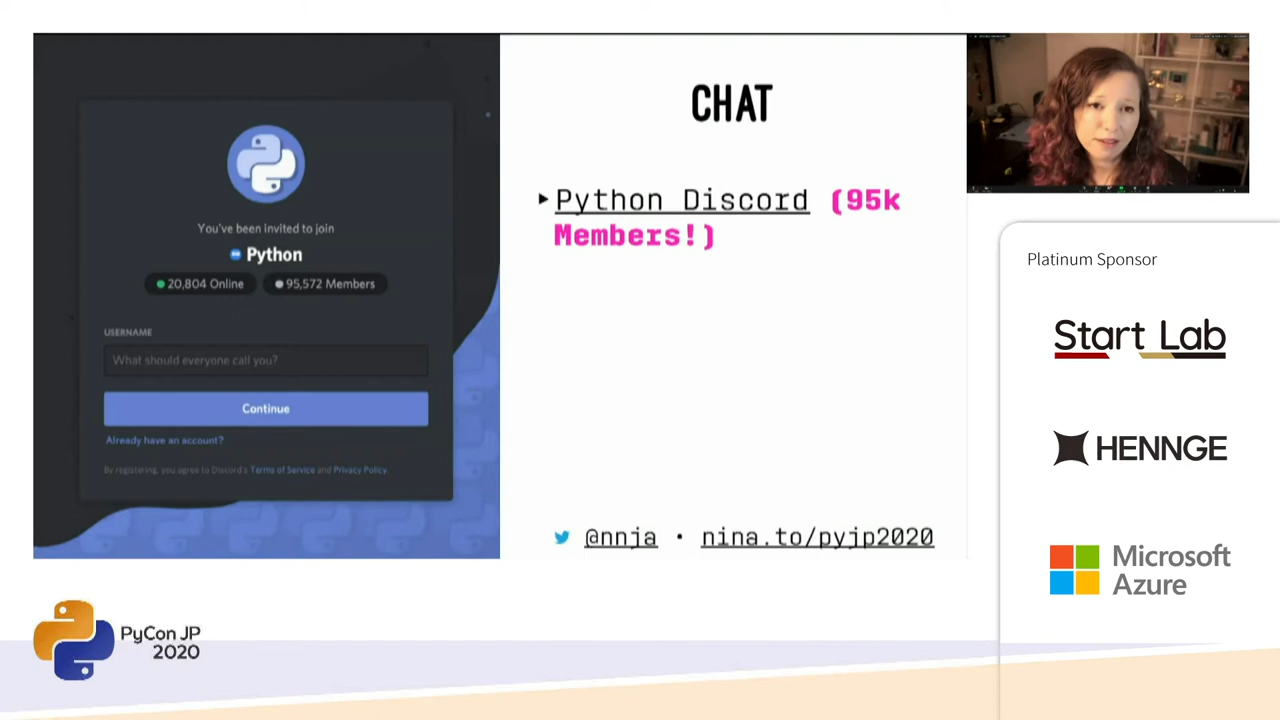 You've been invited to join
Python
20,804 Online
95,572 Members
USERNAME
What should everyone call you?
Continue
Already have an account?
By registering, you agree to Discord's Terms of Service and Privacy Policy.
CHAT
Python Discord (95k
Members!)
@nnja • nina.to/pyjp2020
Platinum Sponsor
Start Lab
HENNGE
Microsoft
Azure
PyCon JP
2020